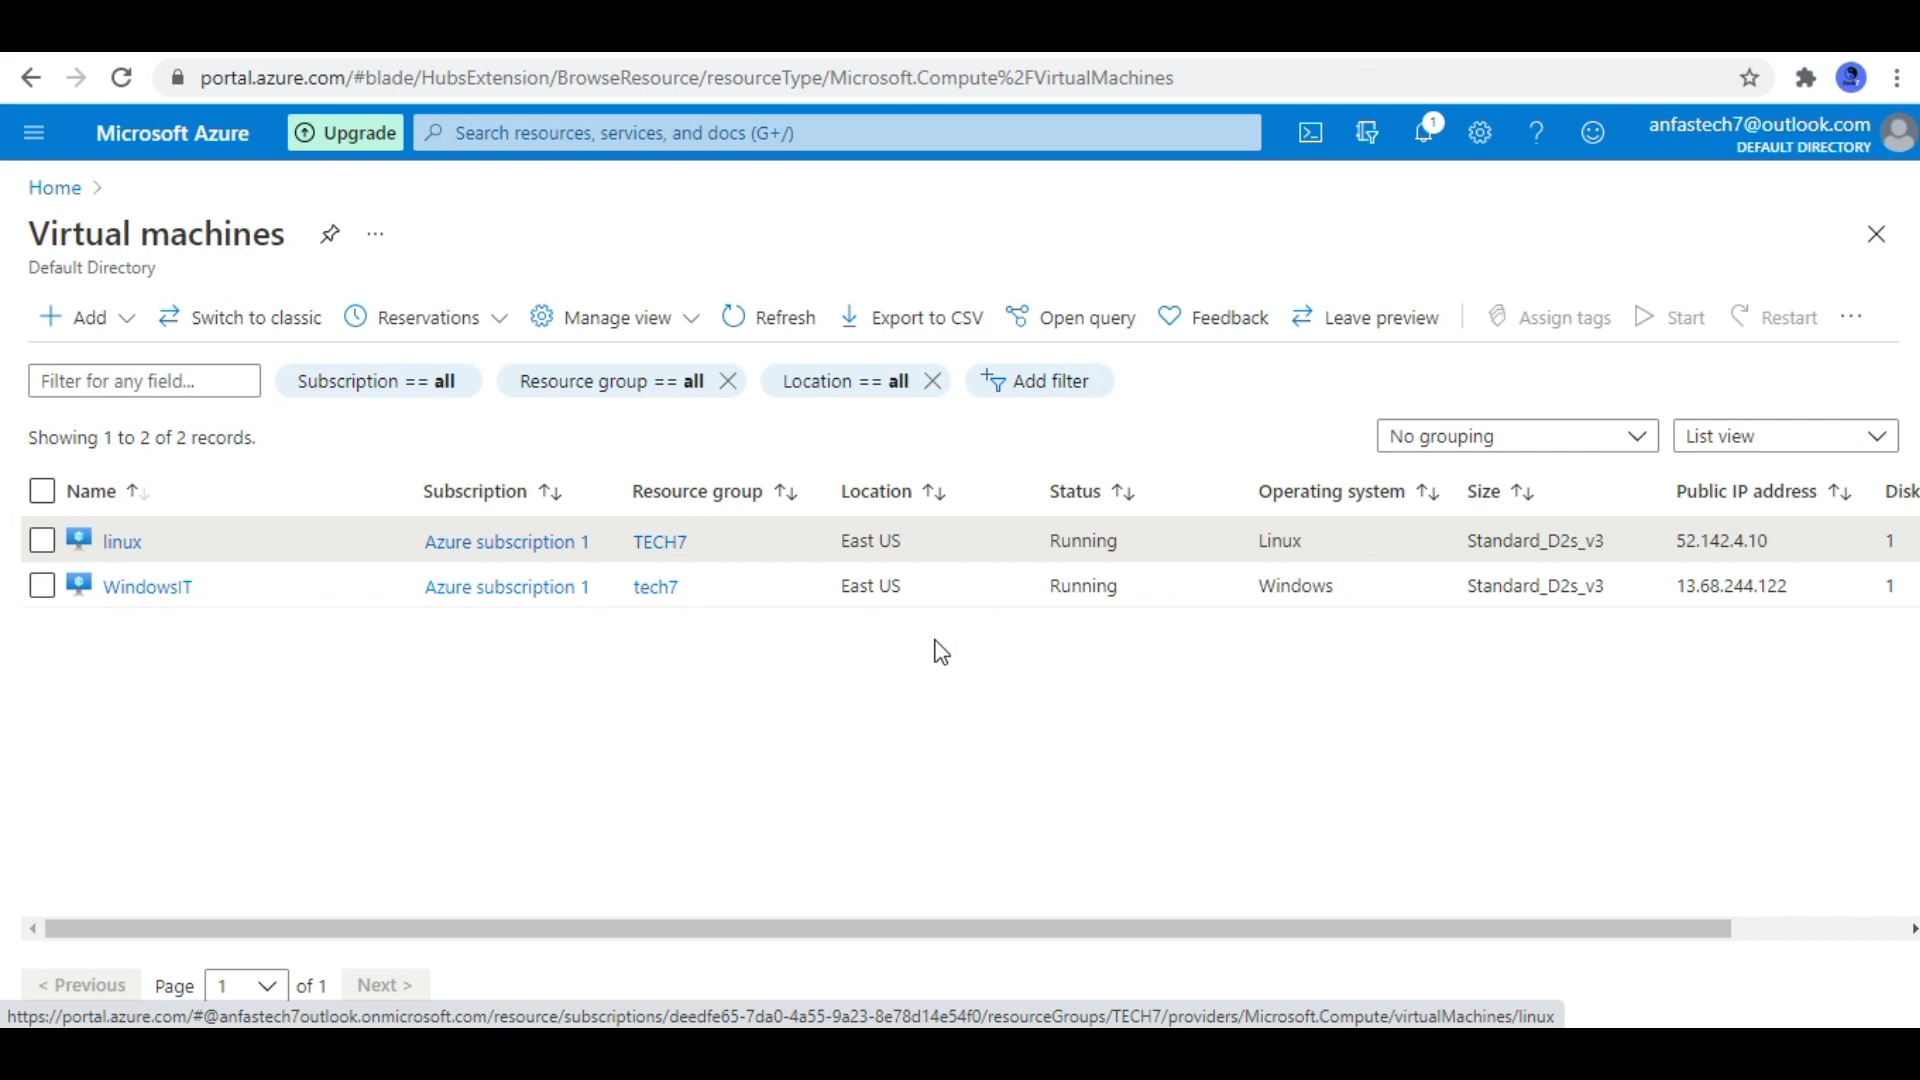 portal.azure.com/#blade/HubsExtension/BrowseResource/resourceType/Microsoft.Compute%2FVirtualMachines
Microsoft Azure Upgrade Search resources, services, and docs (G+/) 1 anfastech7@outlook.com
DEFAULT DIRECTORY
Home >
Virtual machines ...
Default Directory
Add Switch to classic Reservations Manage view Refresh Export to CSV Open query Feedback Leave preview Assign tags Start Restart ...
Filter for any field... Subscription == all Resource group == all Location == all Add filter
Showing 1 to 2 of 2 records. No grouping List view
Name Subscription Resource group Location Status Operating system Size Public IP address Disk
linux Azure subscription 1 TECH7 East US Running Linux Standard_D2s_v3 52.142.4.10 1
WindowsIT Azure subscription 1 tech7 East US Running Windows Standard_D2s_v3 13.68.244.122 1
< Previous Page 1 of 1 Next >
https://portal.azure.com/#@anfastech7outlook.onmicrosoft.com/resource/subscriptions/deedfe65-7da0-4a55-9a23-8e78d14e54f0/resourceGroups/TECH7/providers/Microsoft.Compute/virtualMachines/linux